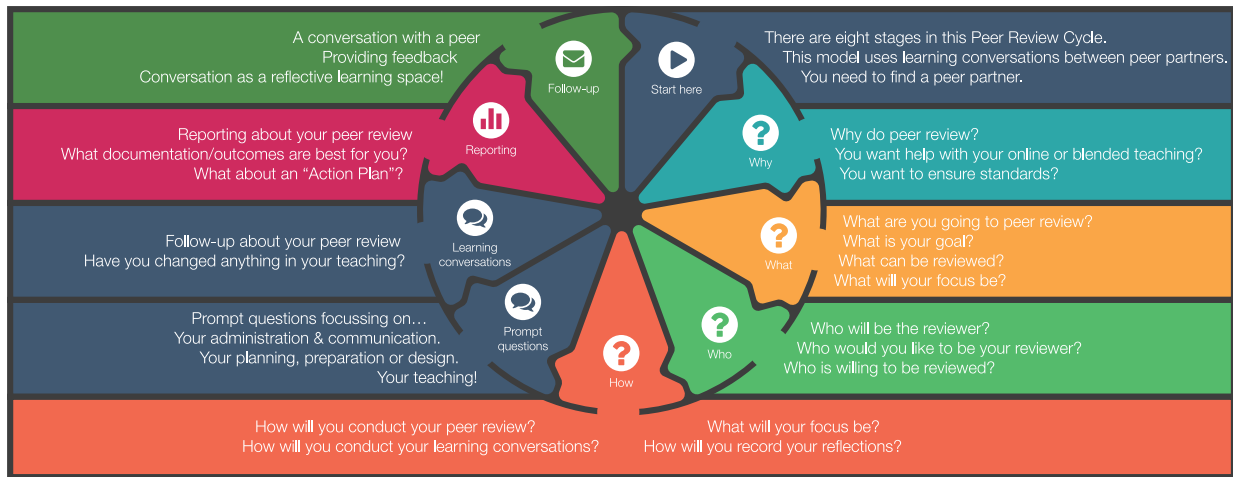 There are eight stages in this Peer Review Cycle.
This model uses learning conversations between peer partners.
You need to find a peer partner.
Start here
Why do peer review?
You want help with your online or blended teaching?
You want to ensure standards?
Why
What are you going to peer review?
What is your goal?
What can be reviewed?
What will your focus be?
What
Who will be the reviewer?
Who would you like to be your reviewer?
Who is willing to be reviewed?
Who
How
How will you conduct your peer review?
How will you conduct your learning conversations?
What will your focus be?
How will you record your reflections?
Prompt questions focussing on…
Your administration & communication.
Your planning, preparation or design.
Your teaching!
Prompt
questions
Follow-up about your peer review
Have you changed anything in your teaching?
Learning
conversations
Reporting about your peer review
What documentation/outcomes are best for you?
What about an “Action Plan”?
Reporting
A conversation with a peer
Providing feedback
Conversation as a reflective learning space!
Follow-up